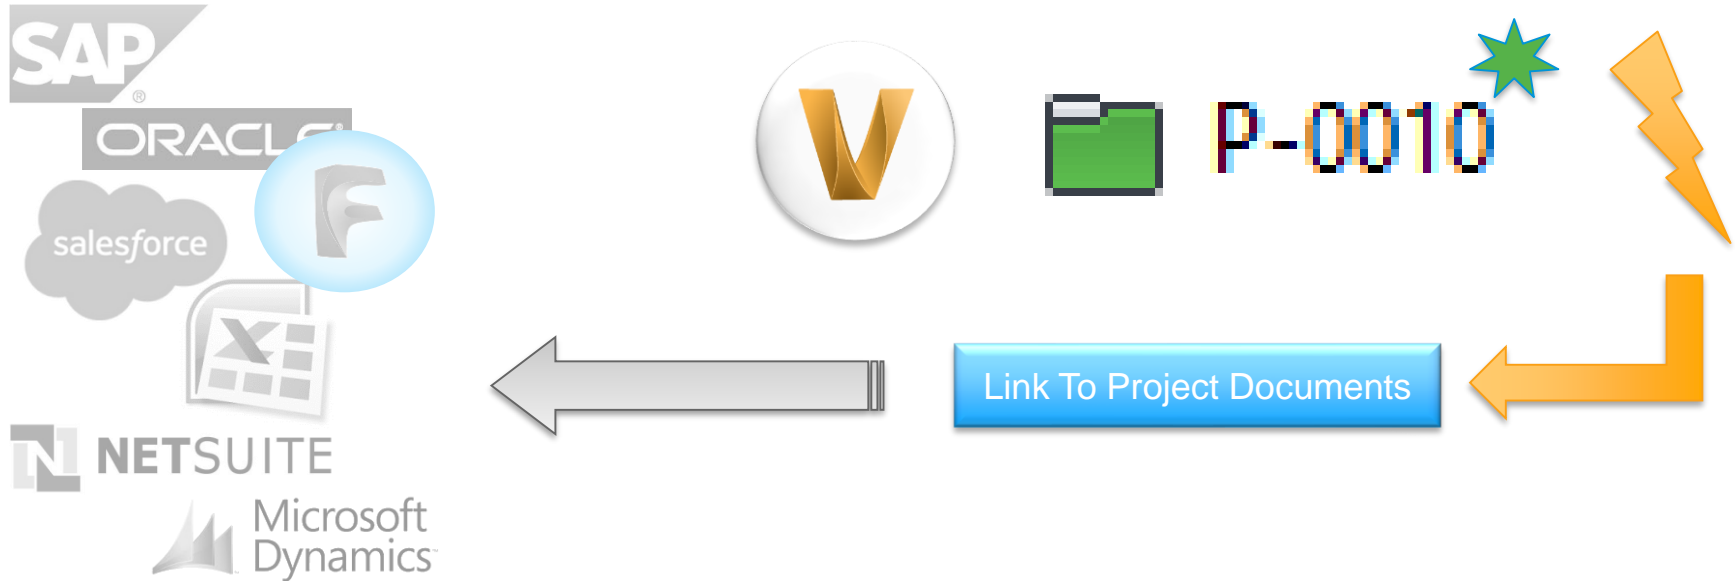 SAP
®
P-0010
ORACLE
salesforce
Link To Project Documents
NETSUITE
Microsoft
Dynamics